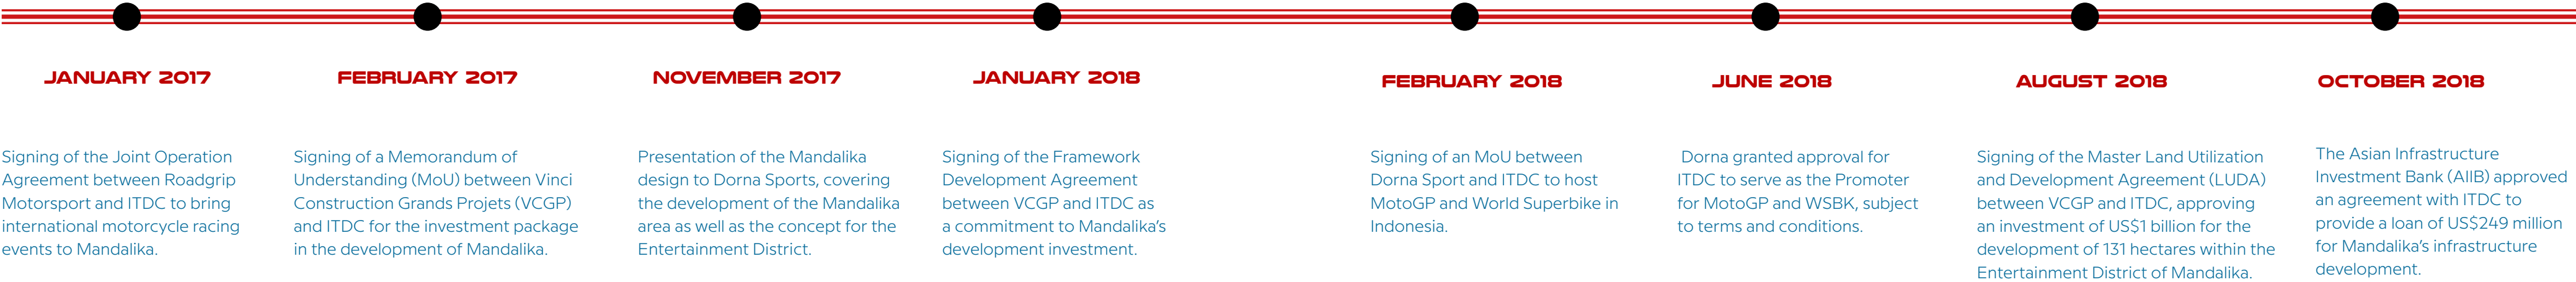 JANUARY 2017
Signing of the Joint Operation
Agreement between Roadgrip
Motorsport and ITDC to bring
international motorcycle racing
events to Mandalika.
FEBRUARY 2017
Signing of a Memorandum of
Understanding (MoU) between Vinci
Construction Grands Projets (VCGP)
and ITDC for the investment package
in the development of Mandalika.
NOVEMBER 2017
Presentation of the Mandalika
design to Dorna Sports, covering
the development of the Mandalika
area as well as the concept for the
Entertainment District.
JANUARY 2018
Signing of the Framework
Development Agreement
between VCGP and ITDC as
a commitment to Mandalika’s
development investment.
FEBRUARY 2018
Signing of an MoU between
Dorna Sport and ITDC to host
MotoGP and World Superbike in
Indonesia.
JUNE 2018
Dorna granted approval for
ITDC to serve as the Promoter
for MotoGP and WSBK, subject
to terms and conditions.
AUGUST 2018
Signing of the Master Land Utilization
and Development Agreement (LUDA)
between VCGP and ITDC, approving
an investment of US$1 billion for the
development of 131 hectares within the
Entertainment District of Mandalika.
OCTOBER 2018
The Asian Infrastructure
Investment Bank (AIIB) approved
an agreement with ITDC to
provide a loan of US$249 million
for Mandalika’s infrastructure
development.